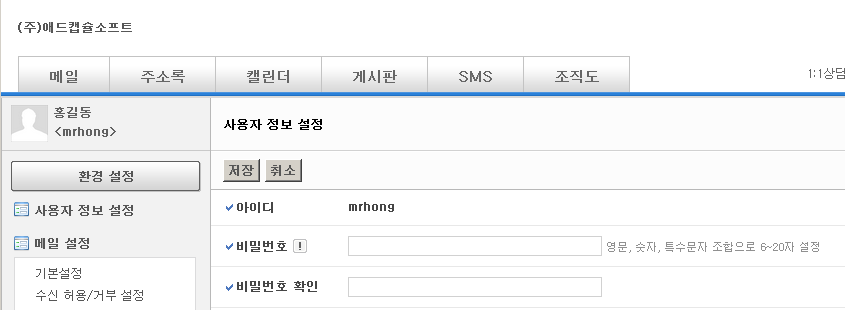 (주)애드캡슐소프트
메일 주소록 캘린더 게시판 SMS 조직도 1:1상담
홍길동
<mrhong>
환경 설정
사용자 정보 설정
메일 설정
기본설정
수신 허용/거부 설정
사용자 정보 설정
저장 취소
아이디 mrhong
비밀번호 ! 영문, 숫자, 특수문자 조합으로 6~20자 설정
비밀번호 확인